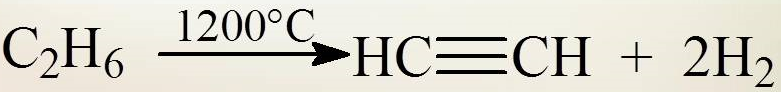 C₂H₆ 1200°C HC≡CH + 2H₂